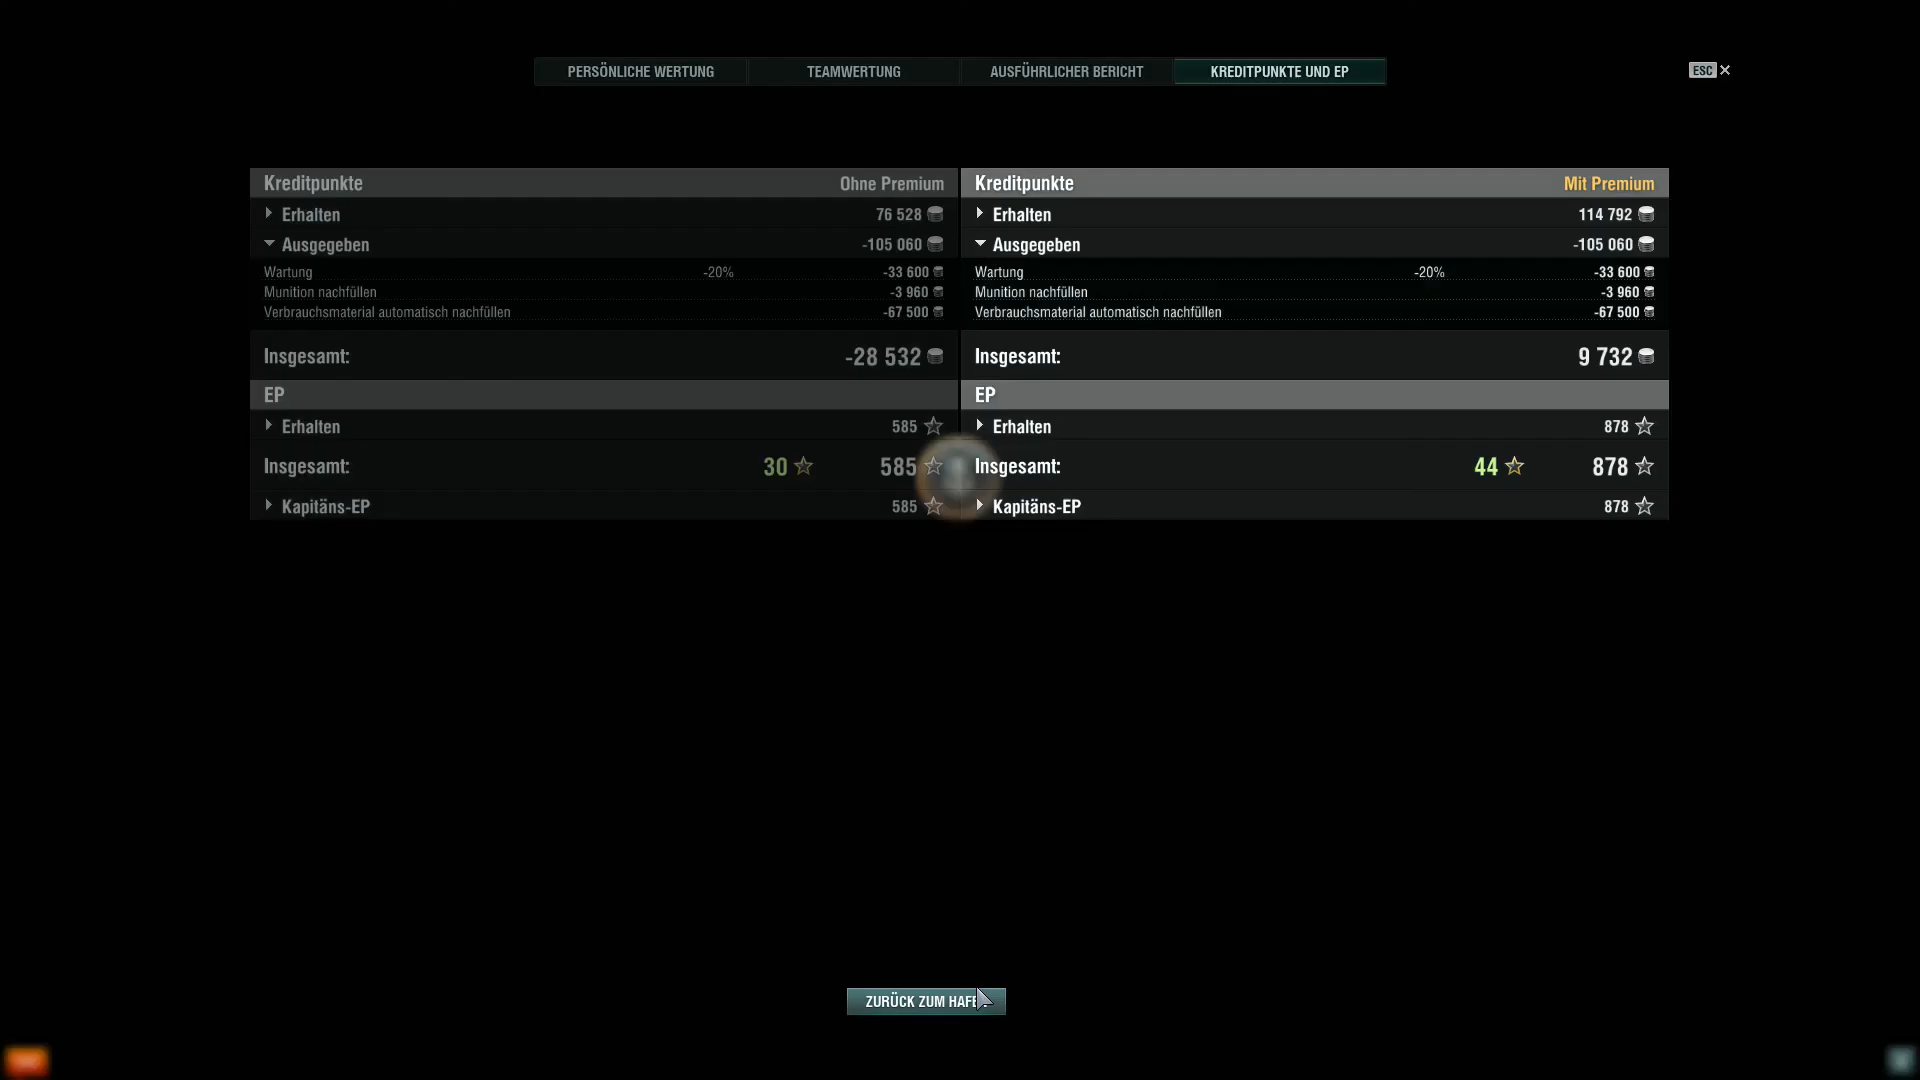 PERSÖNLICHE WERTUNG TEAMWERTUNG AUSFÜHRLICHER BERICHT KREDITPUNKTE UND EP ESC
Kreditpunkte Ohne Premium
Erhalten 76 528
Ausgegeben -105 060
Wartung -20% -33 600
Munition nachfüllen -3 960
Verbrauchsmaterial automatisch nachfüllen -67 500
Insgesamt: -28 532
EP
Erhalten 585
Insgesamt: 30 585
Kapitäns-EP 585
Kreditpunkte Mit Premium
Erhalten 114 792
Ausgegeben -105 060
Wartung -20% -33 600
Munition nachfüllen -3 960
Verbrauchsmaterial automatisch nachfüllen -67 500
Insgesamt: 9 732
EP
Erhalten 878
Insgesamt: 44 878
Kapitäns-EP 878
ZURÜCK ZUM HAFE